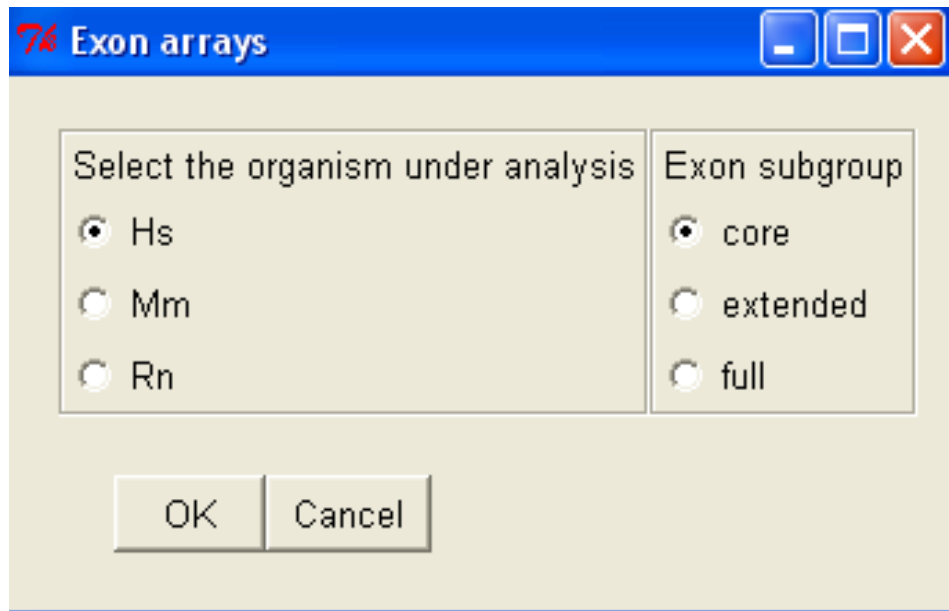 Exon arrays
Select the organism under analysis
Hs
Mm
Rn
Exon subgroup
core
extended
full
OK
Cancel